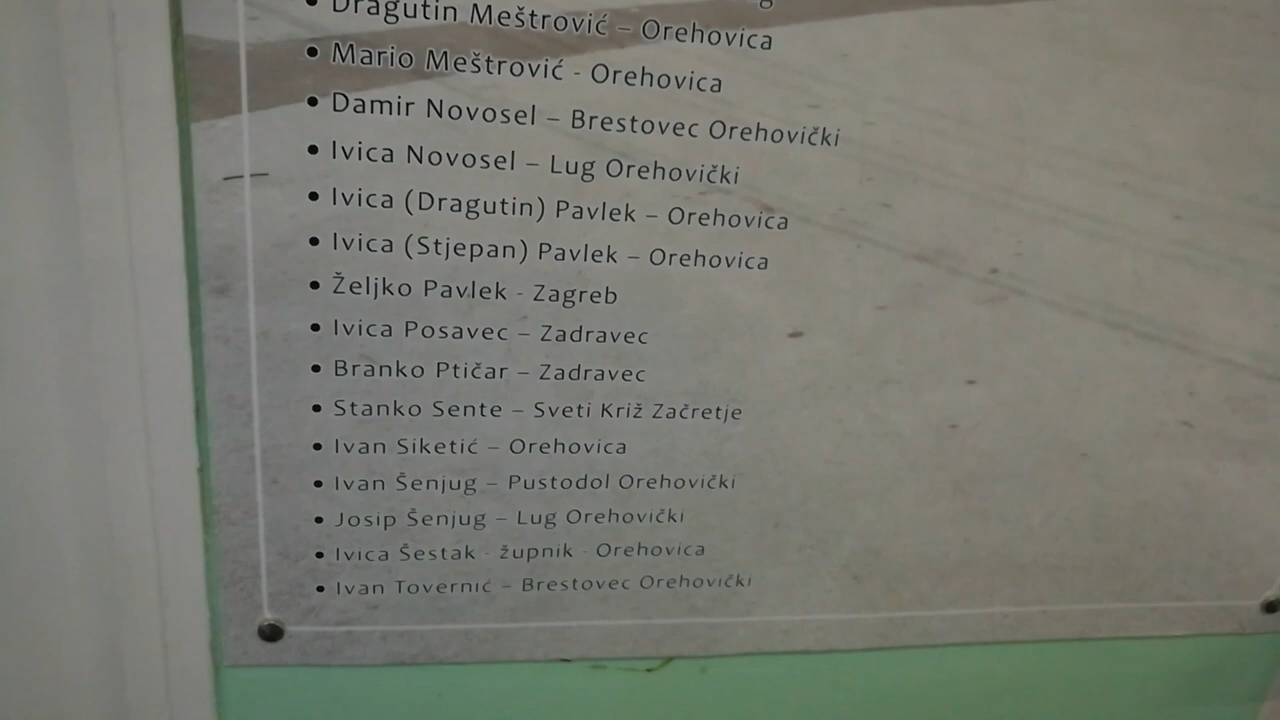 • Dragutin Meštrović – Orehovica
• Mario Meštrović - Orehovica
• Damir Novosel – Brestovec Orehovički
• Ivica Novosel – Lug Orehovički
• Ivica (Dragutin) Pavlek – Orehovica
• Ivica (Stjepan) Pavlek – Orehovica
• Željko Pavlek - Zagreb
• Ivica Posavec – Zadravec
• Branko Ptičar – Zadravec
• Stanko Sente – Sveti Križ Začretje
• Ivan Siketić – Orehovica
• Ivan Šenjug – Pustodol Orehovički
• Josip Šenjug – Lug Orehovički
• Ivica Šestak - župnik - Orehovica
• Ivan Tovernić – Brestovec Orehovički